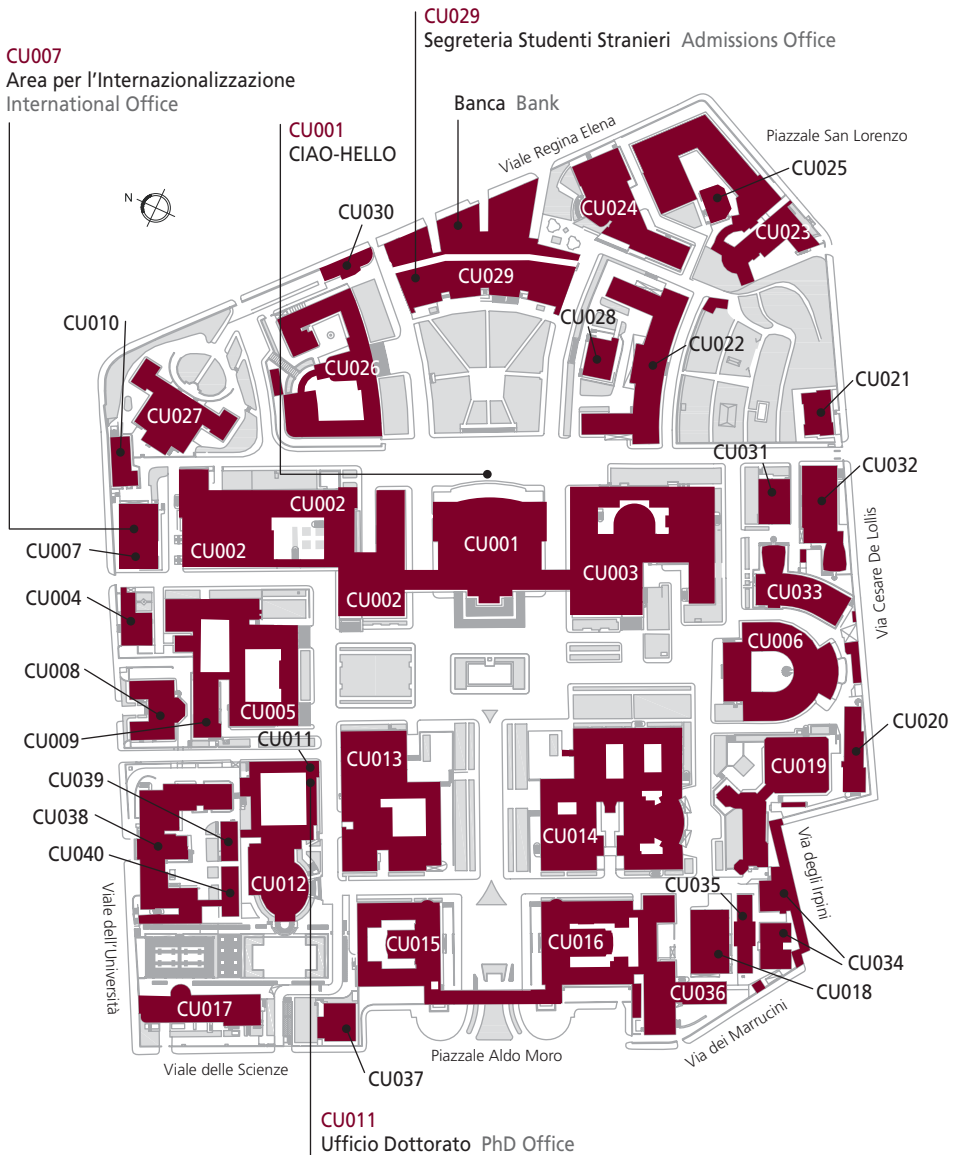 CU029
Segreteria Studenti Stranieri Admissions Office
CU007
Area per l'Internazionalizzazione
International Office
Banca Bank
CU001
CIAO-HELLO
Viale Regina Elena
Piazzale San Lorenzo
CU025
N
CU030
CU024
CU023
CU029
CU010
CU028
CU022
CU026
CU021
CU027
CU031
CU032
CU002
CU007
CU002
CU001
CU003
CU002
CU004
CU033
Via Cesare De Lollis
CU006
CU008
CU005
CU009
CU011
CU020
CU013
CU019
CU039
CU038
CU014
CU040
CU012
Via degli Irpini
CU035
Viale dell'Università
CU015
CU016
CU034
CU036
CU018
CU017
Via dei Marrucini
Piazzale Aldo Moro
Viale delle Scienze
CU037
CU011
Ufficio Dottorato PhD Office